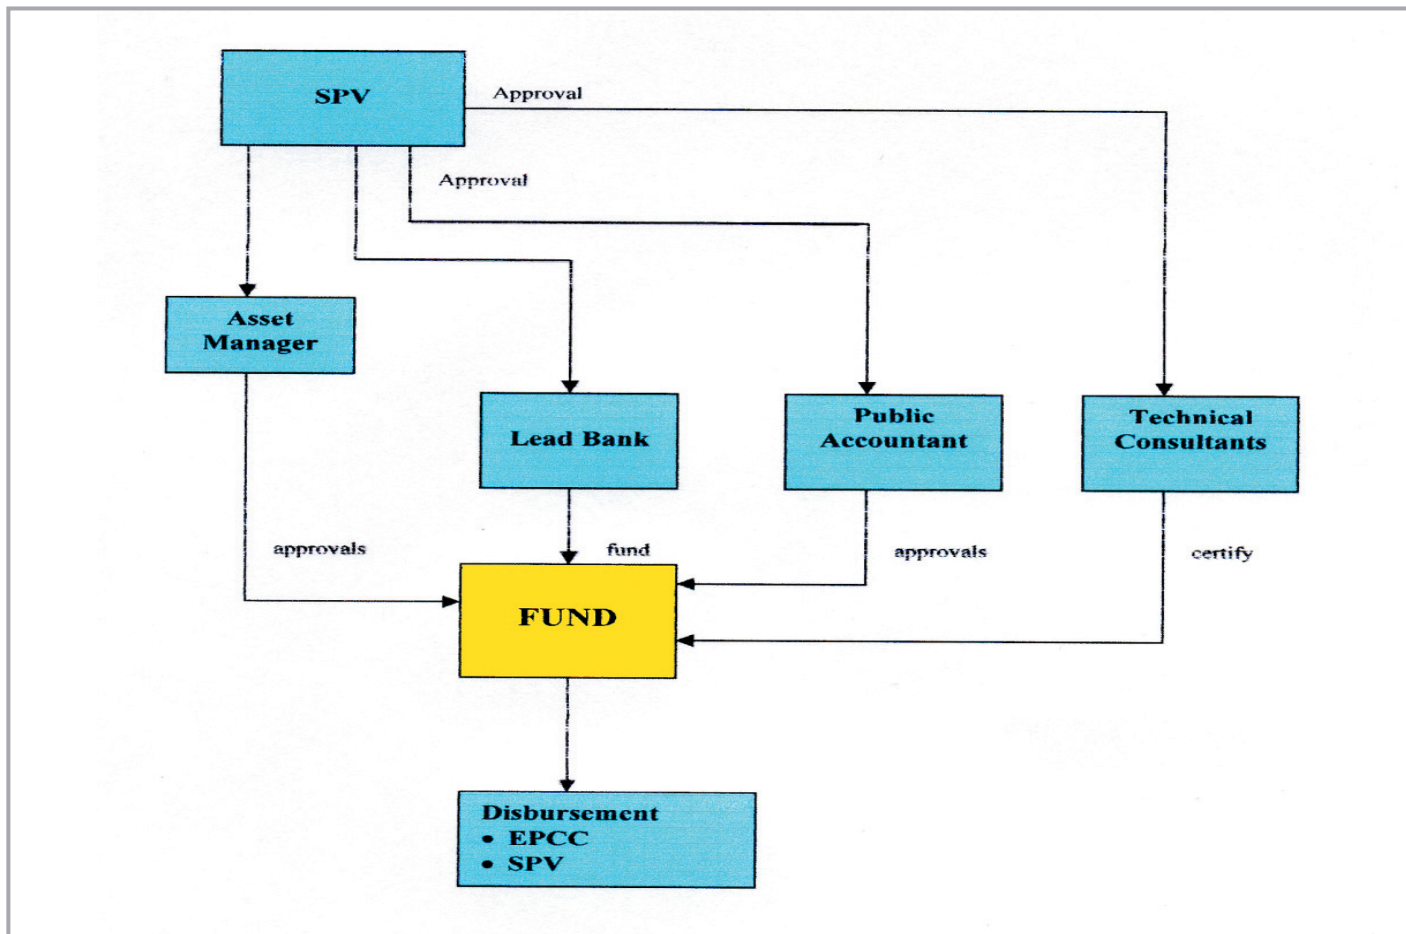 SPV
Approval
Approval
Asset
Manager
Lead Bank
Public
Accountant
Technical
Consultants
approvals
fund
approvals
certify
FUND
Disbursement
• EPCC
• SPV